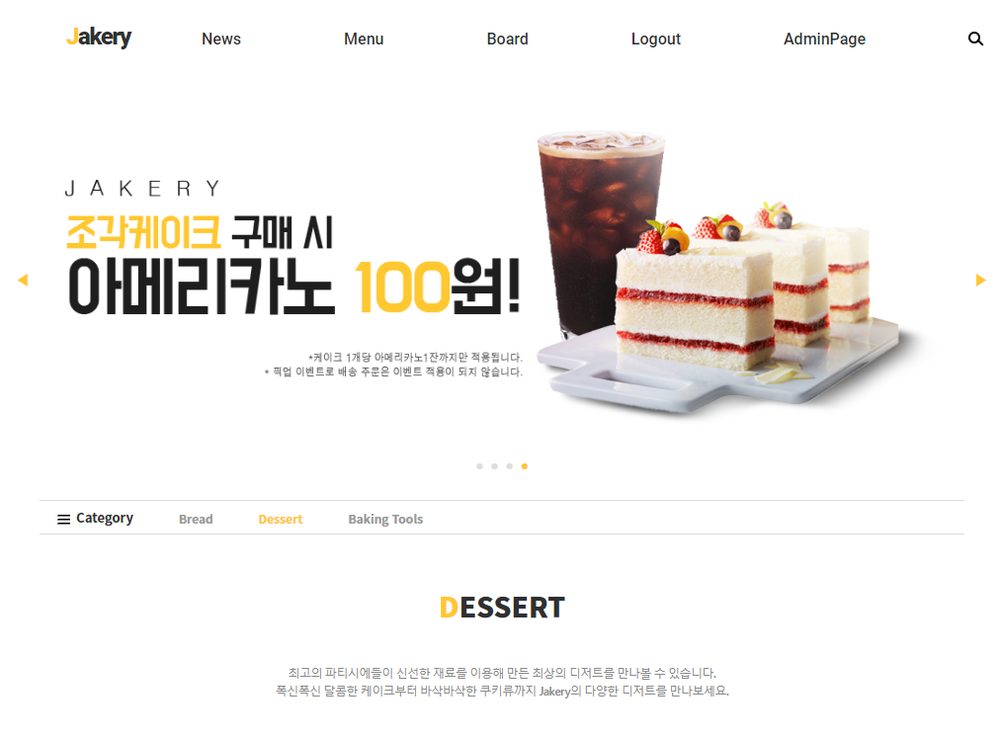 Jakery
News
Menu
Board
Logout
AdminPage
JAKERY
조각케이크 구매 시
아메리카노 100원!
*케이크 1개당 아메리카노1잔까지만 적용됩니다.
* 픽업 이벤트로 배송 주문은 이벤트 적용이 되지 않습니다.
Category
Bread
Dessert
Baking Tools
DESSERT
최고의 파티시에들이 신선한 재료를 이용해 만든 최상의 디저트를 만나볼 수 있습니다.
폭신폭신 달콤한 케이크부터 바삭바삭한 쿠키류까지 Jakery의 다양한 디저트를 만나보세요.